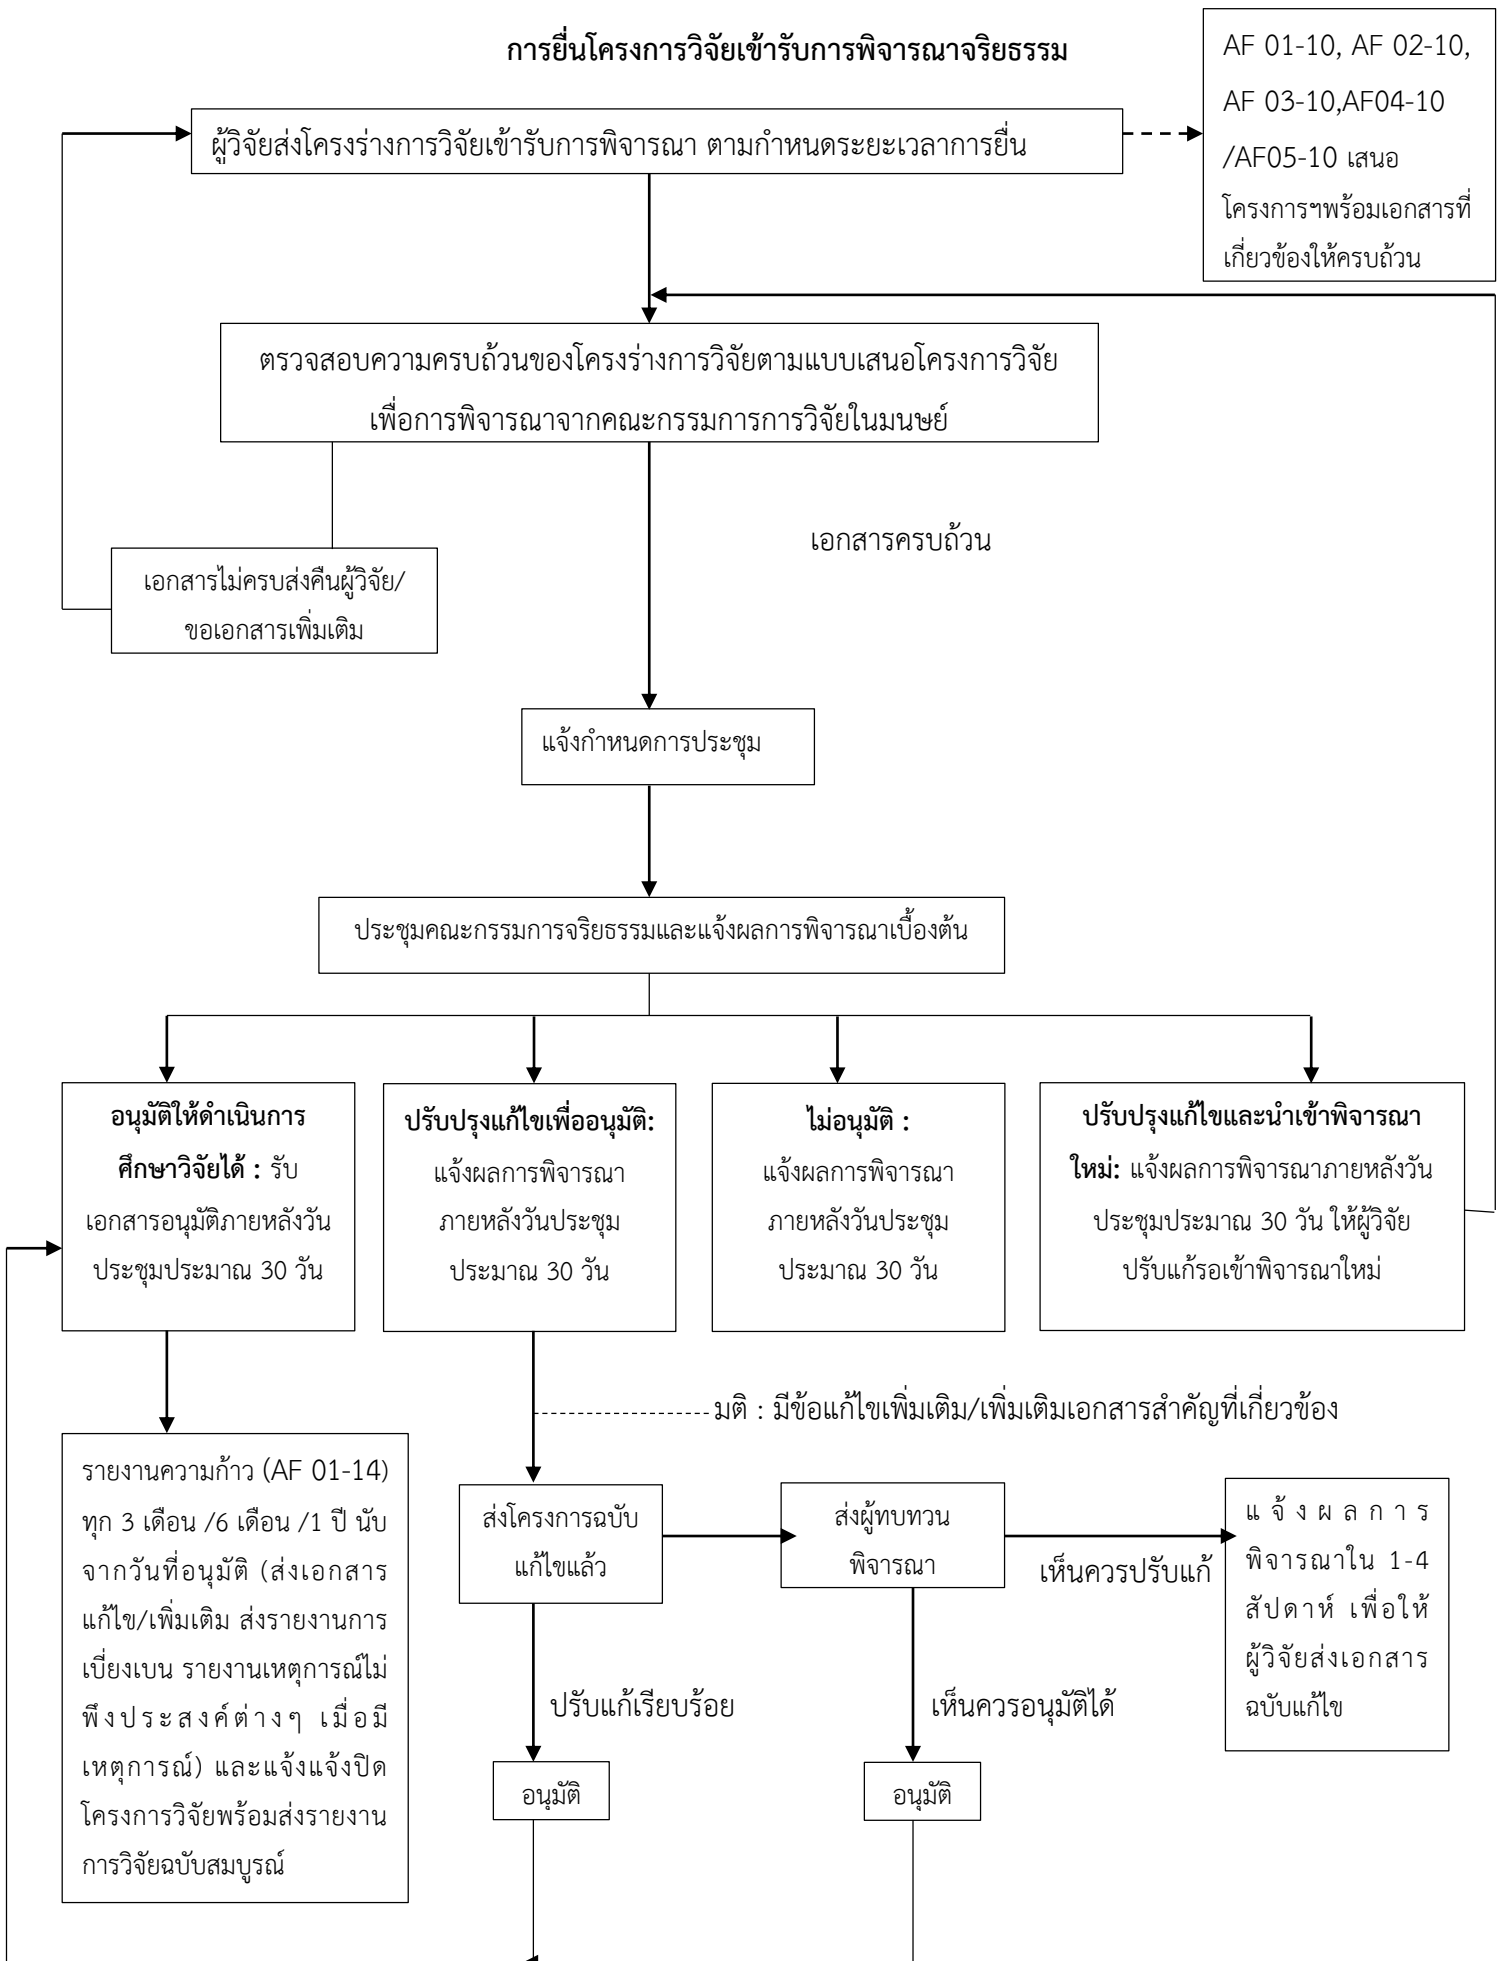 การยื่นโครงการวิจัยเข้ารับการพิจารณาจริยธรรม
AF 01-10, AF 02-10,
AF 03-10,AF04-10
/AF05-10 เสนอ
โครงการฯพร้อมเอกสารที่
เกี่ยวข้องให้ครบถ้วน
ผู้วิจัยส่งโครงร่างการวิจัยเข้ารับการพิจารณา ตามกำหนดระยะเวลาการยื่น
ตรวจสอบความครบถ้วนของโครงร่างการวิจัยตามแบบเสนอโครงการวิจัย
เพื่อการพิจารณาจากคณะกรรมการการวิจัยในมนษย์
เอกสารครบถ้วน
เอกสารไม่ครบส่งคืนผู้วิจัย/
ขอเอกสารเพิ่มเติม
แจ้งกำหนดการประชุม
ประชุมคณะกรรมการจริยธรรมและแจ้งผลการพิจารณาเบื้องต้น
อนุมัติให้ดำเนินการ
ศึกษาวิจัยได้ : รับ
เอกสารอนุมัติภายหลังวัน
ประชุมประมาณ 30 วัน
ปรับปรุงแก้ไขเพื่ออนุมัติ:
แจ้งผลการพิจารณา
ภายหลังวันประชุม
ประมาณ 30 วัน
ไม่อนุมัติ :
แจ้งผลการพิจารณา
ภายหลังวันประชุม
ประมาณ 30 วัน
ปรับปรุงแก้ไขและนำเข้าพิจารณา
ใหม่: แจ้งผลการพิจารณาภายหลังวัน
ประชุมประมาณ 30 วัน ให้ผู้วิจัย
ปรับแก้รอเข้าพิจารณาใหม่
มติ : มีข้อแก้ไขเพิ่มเติม/เพิ่มเติมเอกสารสำคัญที่เกี่ยวข้อง
รายงานความก้าว (AF 01-14)
ทุก 3 เดือน /6 เดือน /1 ปี นับ
จากวันที่อนุมัติ (ส่งเอกสาร
แก้ไข/เพิ่มเติม ส่งรายงานการ
เบี่ยงเบน รายงานเหตุการณ์ไม่
พึงประสงค์ต่างๆ เมื่อมี
เหตุการณ์) และแจ้งแจ้งปิด
โครงการวิจัยพร้อมส่งรายงาน
การวิจัยฉบับสมบูรณ์
ส่งโครงการฉบับ
แก้ไขแล้ว
ส่งผู้ทบทวน
พิจารณา
เห็นควรปรับแก้
แจ้งผลการ
พิจารณาใน 1-4
สัปดาห์ เพื่อให้
ผู้วิจัยส่งเอกสาร
ฉบับแก้ไข
ปรับแก้เรียบร้อย
เห็นควรอนุมัติได้
อนุมัติ
อนุมัติ